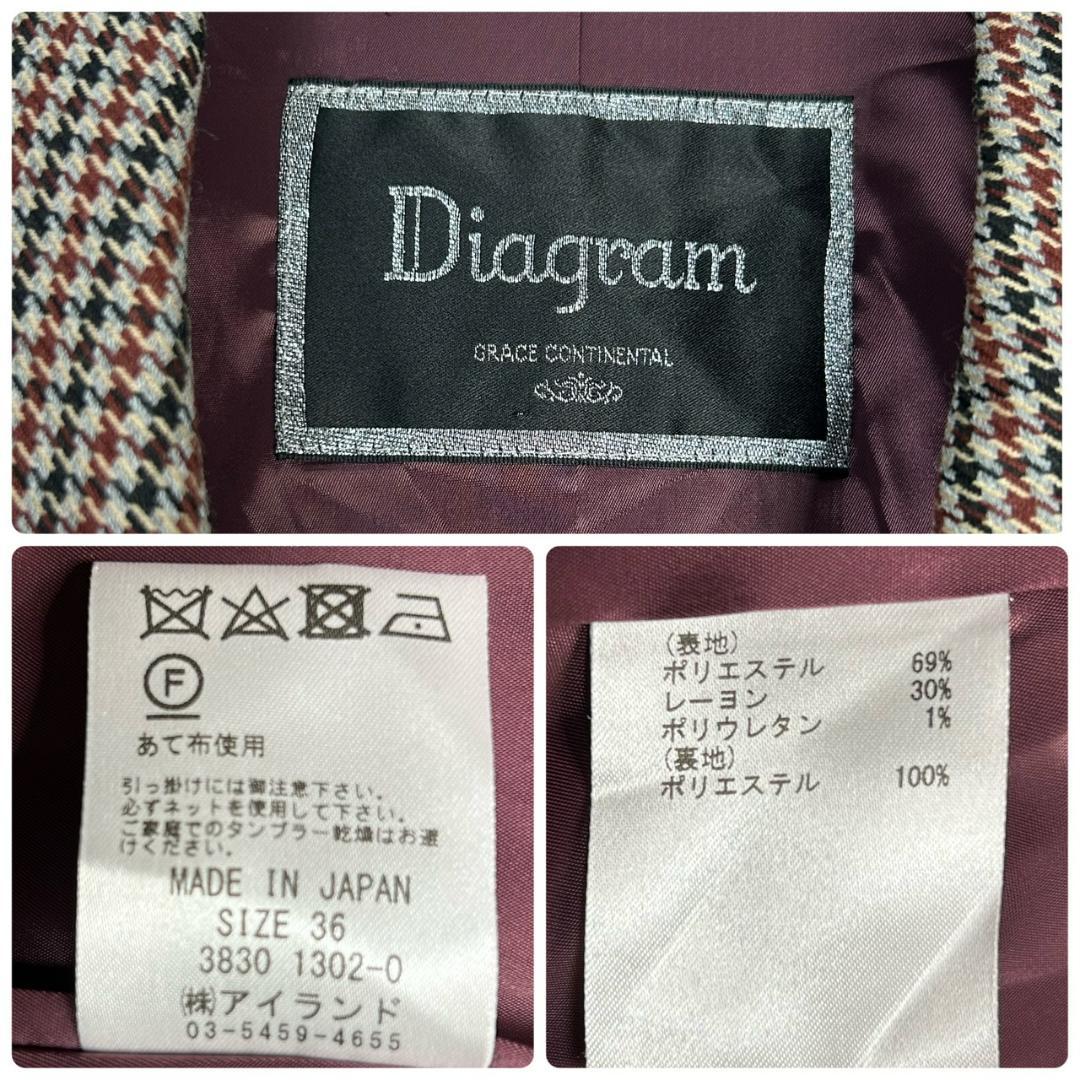 Diagram
GRACE CONTINENTAL
F
あて布使用
引っ掛けには御注意下さい。
必ずネットを使用して下さい。
ご家庭でのタンブラー乾燥はお避
けください。
MADE IN JAPAN
SIZE 36
3830 1302-0
㈱アイランド
03-5459-4655
(表地)
ポリエステル 69%
レーヨン 30%
ポリウレタン 1%
(裏地)
ポリエステル 100%